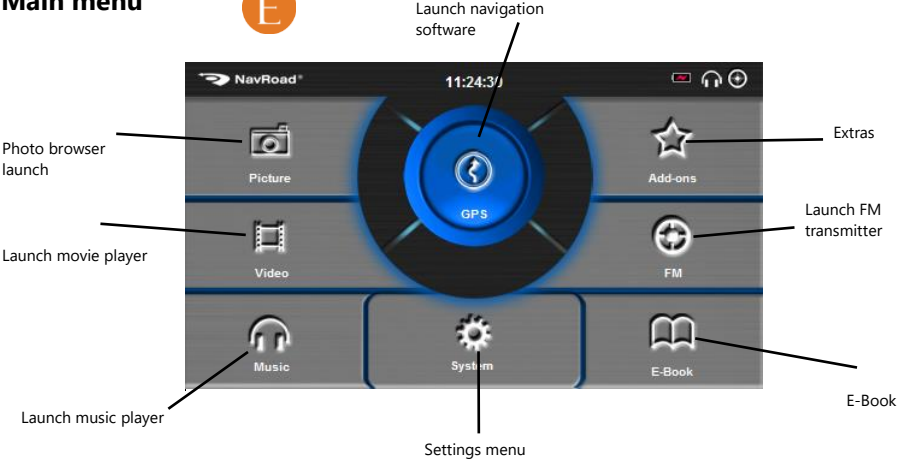 Main menu
E
Launch navigation
software
NavRoad®
11:24:30
Photo browser
launch
Picture
GPS
Add-ons
Extras
Launch movie player
Video
FM
Launch FM
transmitter
Music
System
E-Book
Launch music player
Settings menu
E-Book